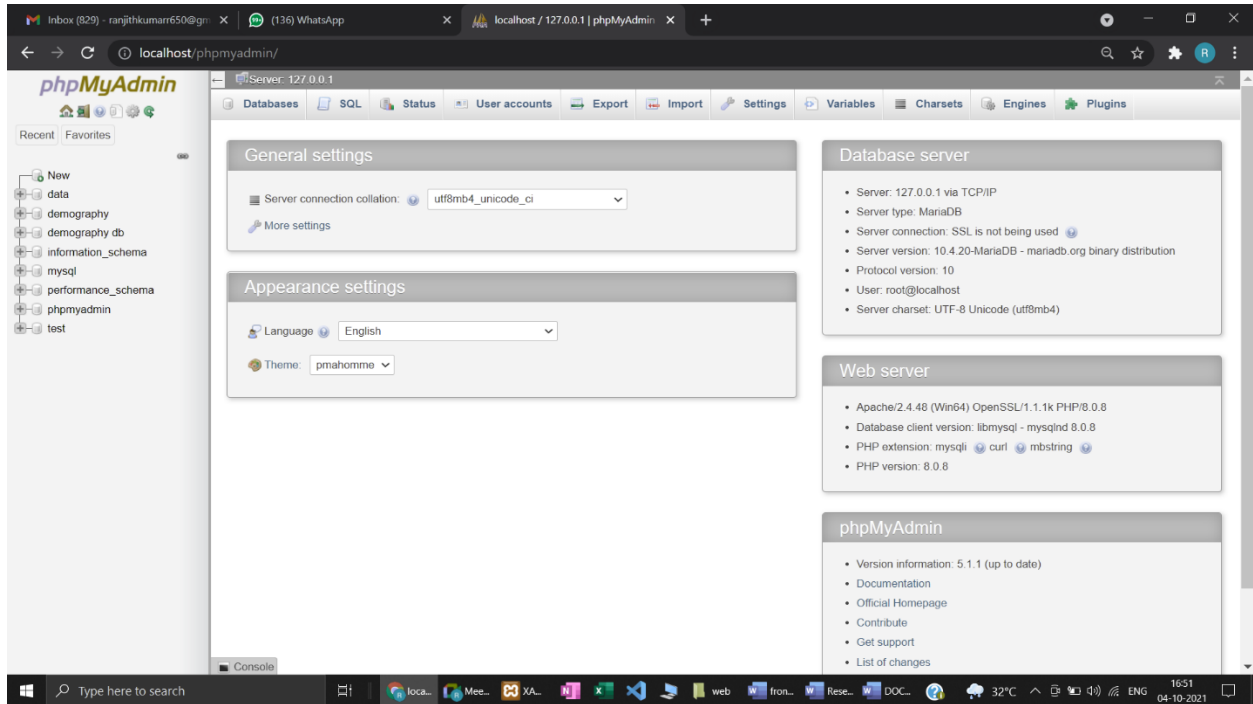 Inbox (829) - ranjithkumarr650@gm
(136) WhatsApp
localhost / 127.0.0.1 | phpMyAdmin
localhost/phpmyadmin/
R
phpMyAdmin
Recent Favorites
New
data
demography
demography db
information_schema
mysql
performance_schema
phpmyadmin
test
Server: 127.0.0.1
Databases SQL Status User accounts Export Import Settings Variables Charsets Engines Plugins
General settings
Server connection collation: utf8mb4_unicode_ci
More settings
Appearance settings
Language English
Theme: pmahomme
Database server
Server: 127.0.0.1 via TCP/IP
Server type: MariaDB
Server connection: SSL is not being used
Server version: 10.4.20-MariaDB - mariadb.org binary distribution
Protocol version: 10
User: root@localhost
Server charset: UTF-8 Unicode (utf8mb4)
Web server
Apache/2.4.48 (Win64) OpenSSL/1.1.1k PHP/8.0.8
Database client version: libmysql - mysqlnd 8.0.8
PHP extension: mysqli curl mbstring
PHP version: 8.0.8
phpMyAdmin
Version information: 5.1.1 (up to date)
Documentation
Official Homepage
Contribute
Get support
List of changes
Console
Type here to search
loca... Mee... XA... web fron... Rese... DOC... 32°C ENG
16:51
04-10-2021